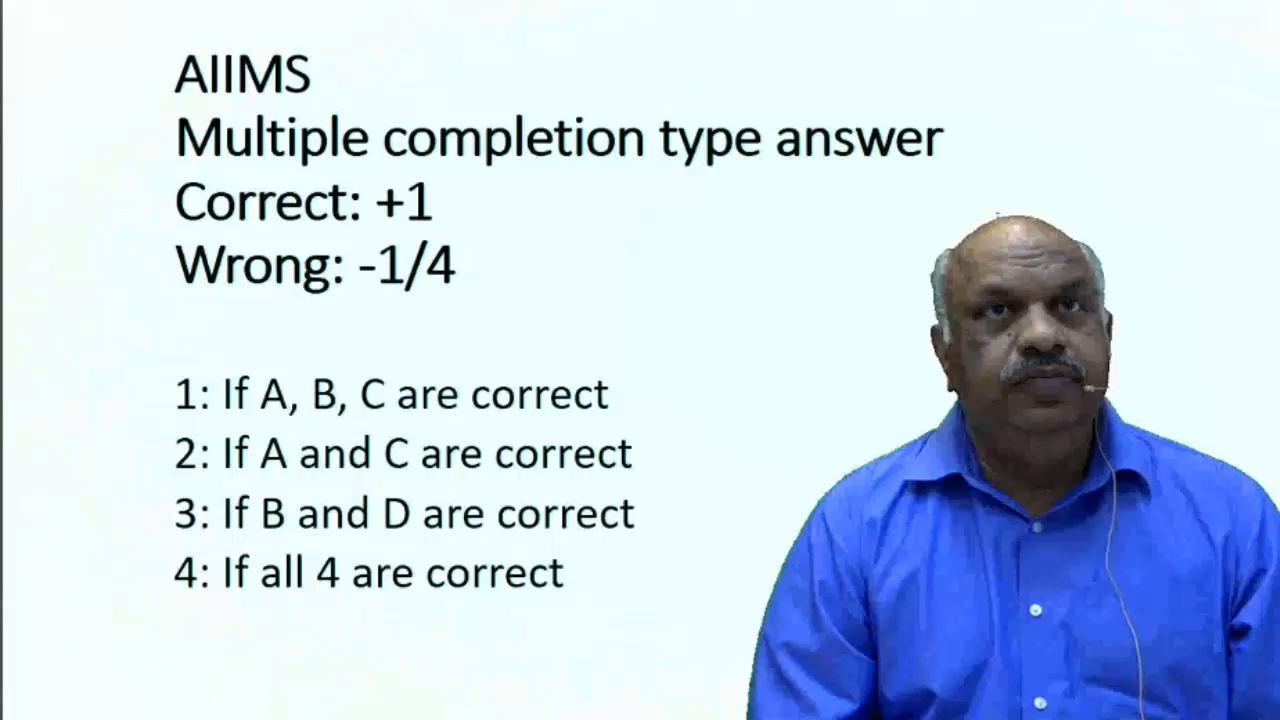 AIIMS
Multiple completion type answer
Correct: +1
Wrong: -1/4
1: If A, B, C are correct
2: If A and C are correct
3: If B and D are correct
4: If all 4 are correct